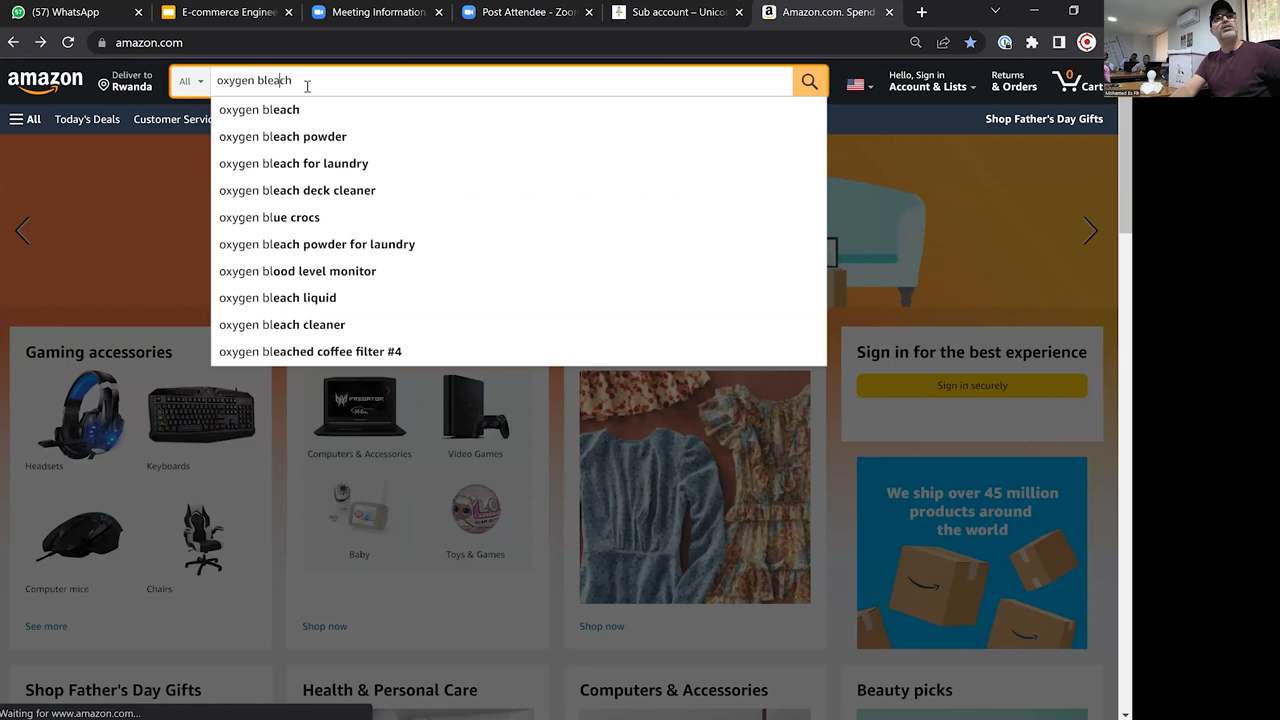 WhatsApp
E-commerce Engine
Meeting Information
Post Attendee - Zoo
Sub account – Unic
Amazon.com. Spend
amazon.com
amazon
Deliver to
Rwanda
All
oxygen bleach
Hello, Sign in
Account & Lists
Returns
& Orders
0
Cart
Mohamed Es Fih
All
Today's Deals
Customer Servic
Shop Father's Day Gifts
oxygen bleach
oxygen bleach powder
oxygen bleach for laundry
oxygen bleach deck cleaner
oxygen blue crocs
oxygen bleach powder for laundry
oxygen blood level monitor
oxygen bleach liquid
oxygen bleach cleaner
oxygen bleached coffee filter #4
Gaming accessories
Headsets
Keyboards
Computer mice
Chairs
See more
PREDATOR
Computers & Accessories
Video Games
Baby
Toys & Games
Shop now
Shop now
Sign in for the best experience
Sign in securely
We ship over 45 million
products around
the world
Shop Father's Day Gifts
Health & Personal Care
Computers & Accessories
Beauty picks
Waiting for www.amazon.com...